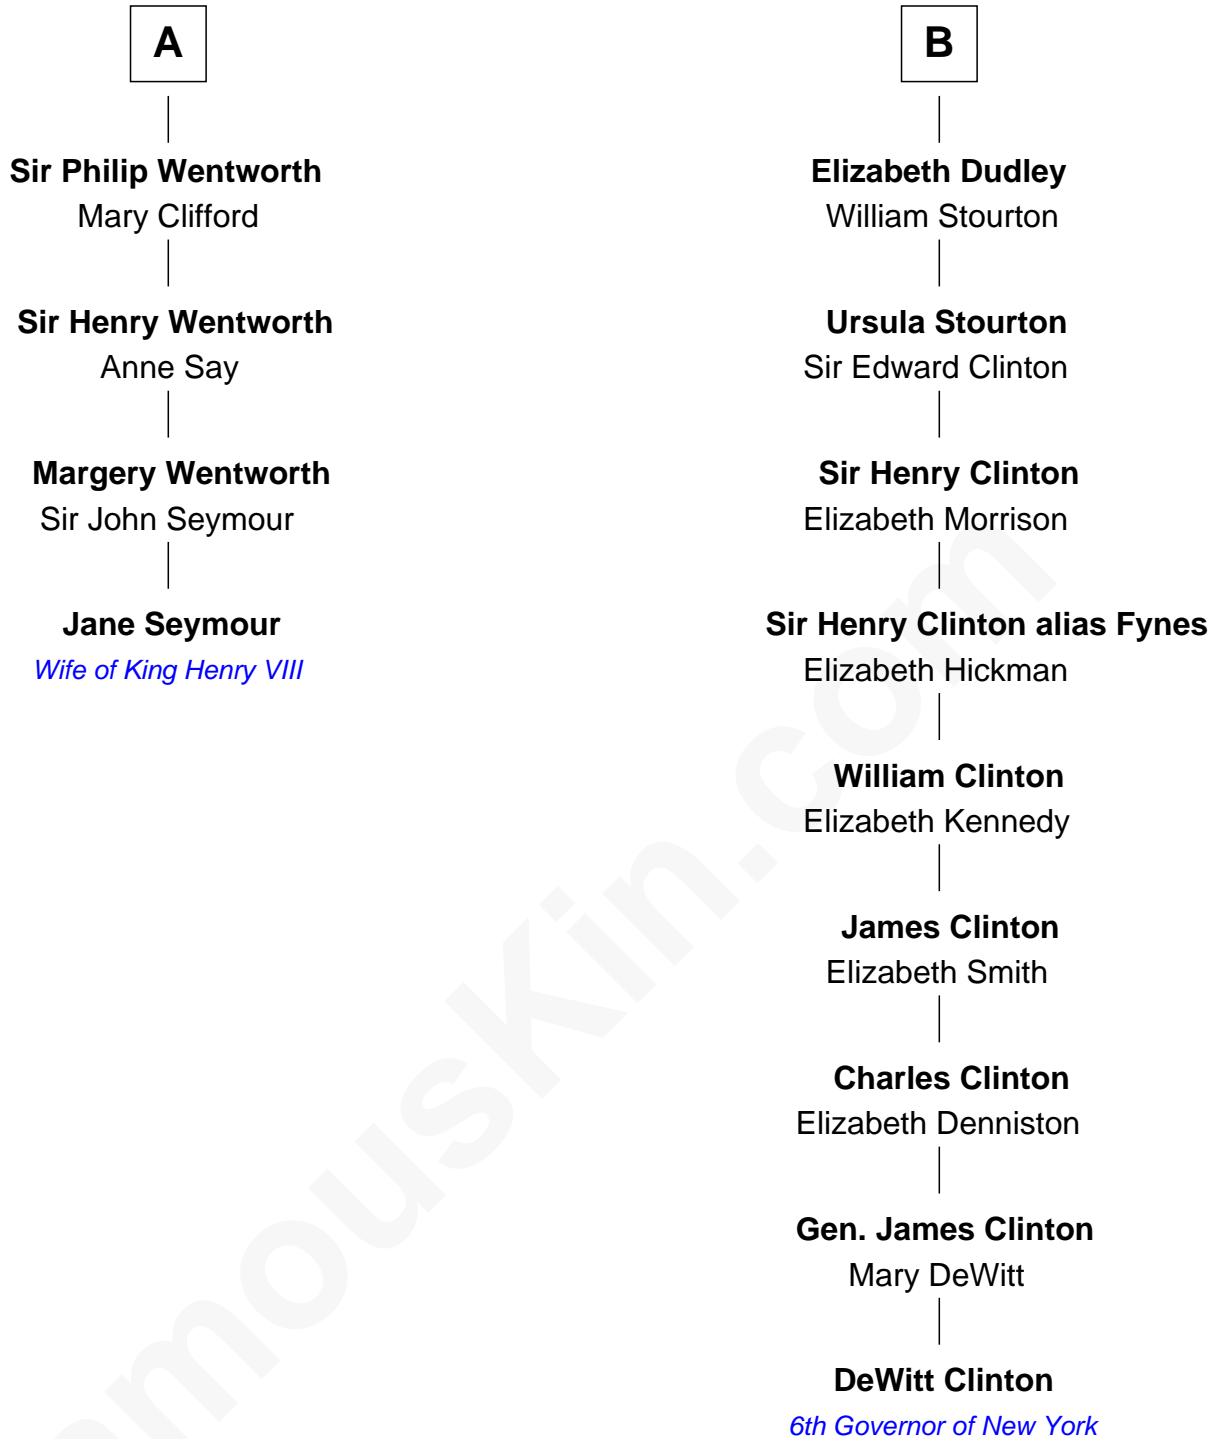 A
Sir Philip Wentworth
Mary Clifford
Sir Henry Wentworth
Anne Say
Margery Wentworth
Sir John Seymour
Jane Seymour
Wife of King Henry VIII
B
Elizabeth Dudley
William Stourton
Ursula Stourton
Sir Edward Clinton
Sir Henry Clinton
Elizabeth Morrison
Sir Henry Clinton alias Fynes
Elizabeth Hickman
William Clinton
Elizabeth Kennedy
James Clinton
Elizabeth Smith
Charles Clinton
Elizabeth Denniston
Gen. James Clinton
Mary DeWitt
DeWitt Clinton
6th Governor of New York
amousKin.com